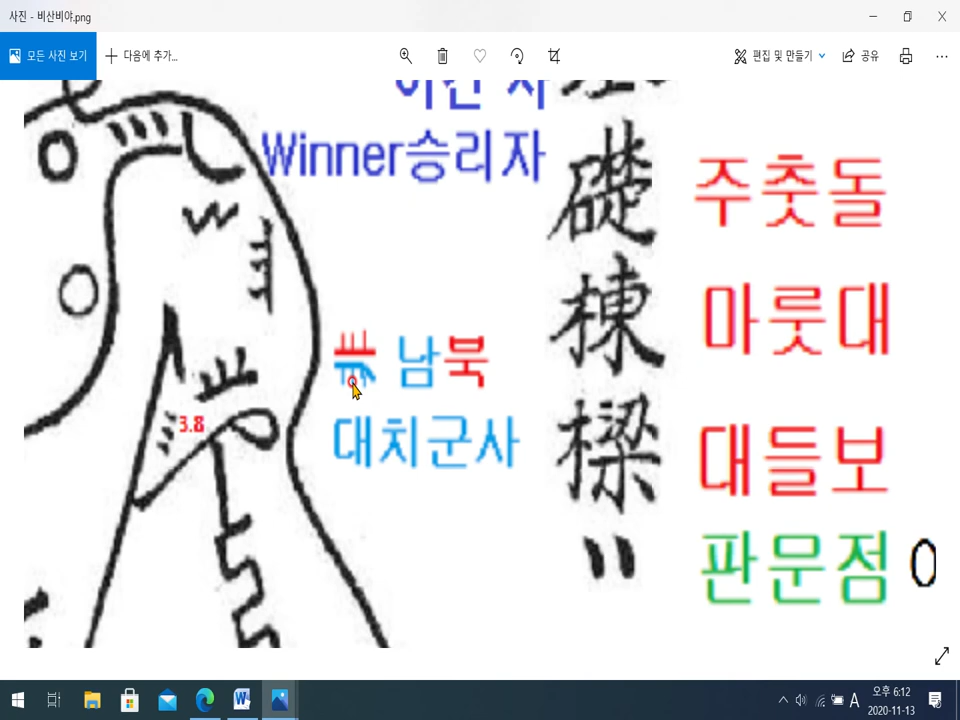 사진 - 비산비야.png
모든 사진 보기
다음에 추가...
편집 및 만들기
공유
Winner승리자
礎
주춧돌
W
棟
마룻대
남북
3.8
대치군사
樑
대들보
〃
판문점 0
W
A
오후 6:12
2020-11-13